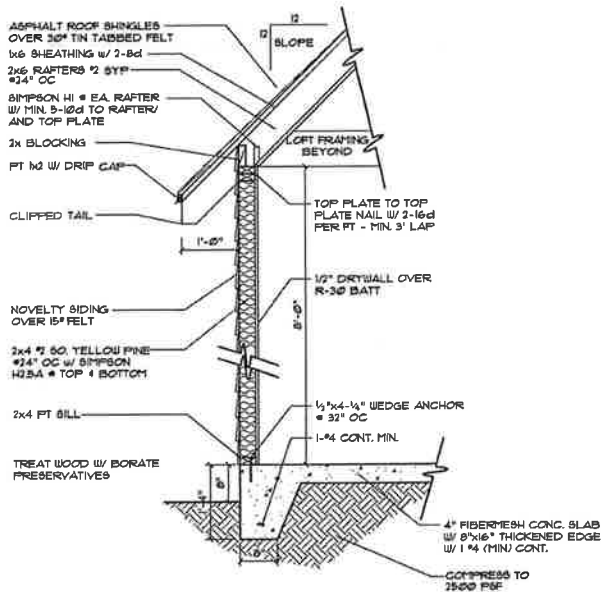 ASPHALT ROOF SHINGLES
OVER 30# TIN TABBED FELT
1x6 SHEATHING w/ 2-8d
2x6 RAFTERS #2 SYP
@24" OC
SIMPSON H1 @ EA. RAFTER
W/ MIN. 5-10d TO RAFTER/
AND TOP PLATE
2x BLOCKING
PT 1x2 W/ DRIP CAP
CLIPPED TAIL
1'-0"
NOVELTY SIDING
OVER 15# FELT
2x4 #2 SO. YELLOW PINE
@24" OC w/ SIMPSON
H2.5A @ TOP & BOTTOM
2x4 PT SILL
TREAT WOOD W/ BORATE
PRESERVATIVES
12
12
SLOPE
LOFT FRAMING
BEYOND
TOP PLATE TO TOP
PLATE NAIL W/ 2-16d
PER FT - MIN. 3' LAP
1/2" DRYWALL OVER
R-30 BATT
8'-0"
1/2"x4-1/4" WEDGE ANCHOR
@ 32" OC
1-#4 CONT. MIN.
8"
8"
4" FIBERMESH CONC. SLAB
W/ 8"x16" THICKENED EDGE
W/ 1 #4 (MIN) CONT.
COMPRESS TO
2500 PSF